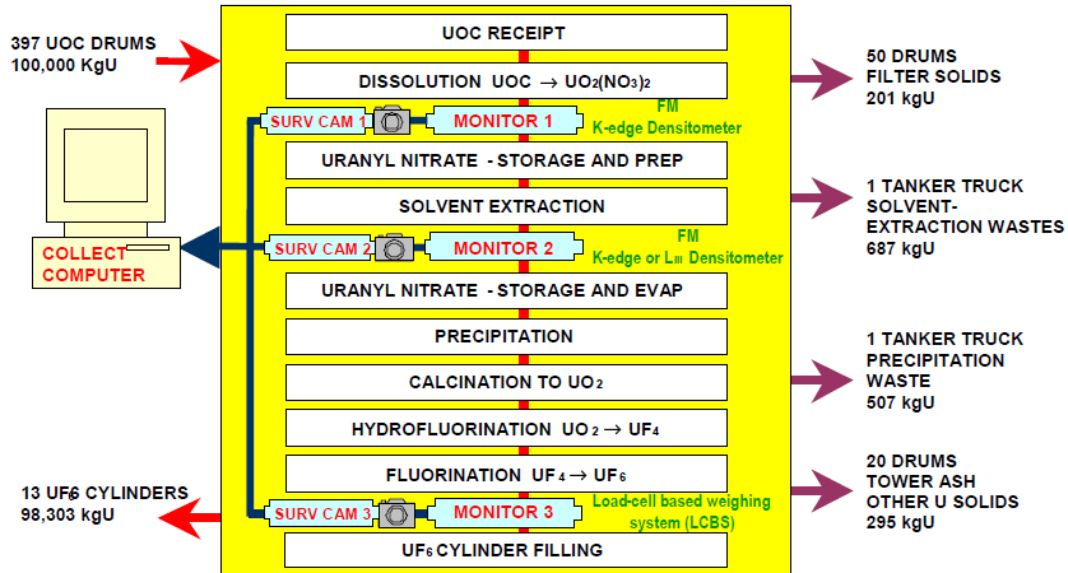 397 UOC DRUMS
100,000 KgU
COLLECT
COMPUTER
13 UF6 CYLINDERS
98,303 kgU
UOC RECEIPT
DISSOLUTION UOC → UO2(NO3)2
FM
SURV CAM 1
MONITOR 1
K-edge Densitometer
URANYL NITRATE - STORAGE AND PREP
SOLVENT EXTRACTION
FM
SURV CAM 2
MONITOR 2
K-edge or LIII Densitometer
URANYL NITRATE - STORAGE AND EVAP
PRECIPITATION
CALCINATION TO UO2
HYDROFLUORINATION UO2 → UF4
FLUORINATION UF4 → UF6
SURV CAM 3
MONITOR 3
Load-cell based weighing
system (LCBS)
UF6 CYLINDER FILLING
50 DRUMS
FILTER SOLIDS
201 kgU
1 TANKER TRUCK
SOLVENT-
EXTRACTION WASTES
687 kgU
1 TANKER TRUCK
PRECIPITATION
WASTE
507 kgU
20 DRUMS
TOWER ASH
OTHER U SOLIDS
295 kgU